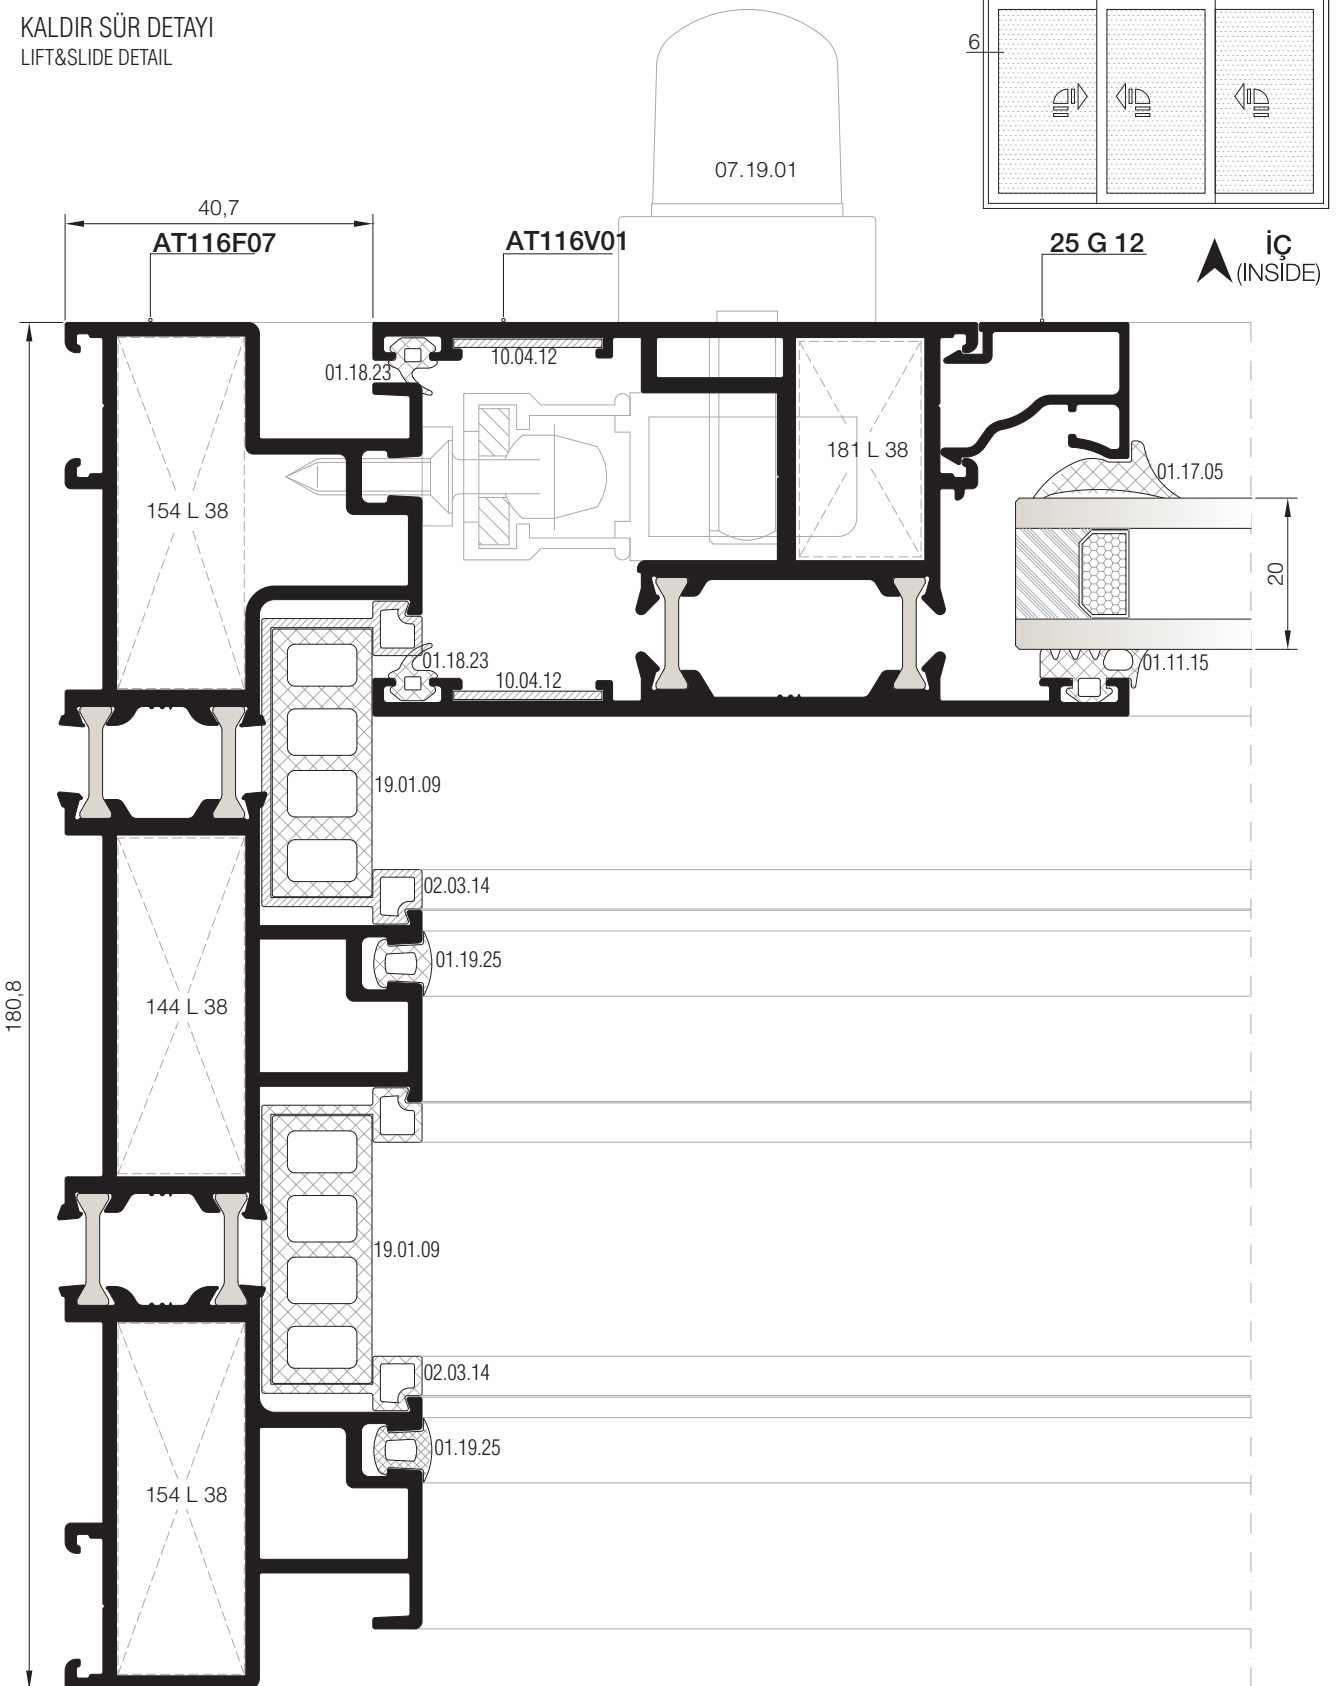 KALDIR SÜR DETAYI
LIFT&SLIDE DETAIL
6
07.19.01
40,7
AT116F07
AT116V01
25 G 12
İÇ
(INSİDE)
10.04.12
01.18.23
181 L 38
01.17.05
154 L 38
20
01.18.23
01.11.15
10.04.12
19.01.09
02.03.14
01.19.25
180,8
144 L 38
19.01.09
02.03.14
01.19.25
154 L 38